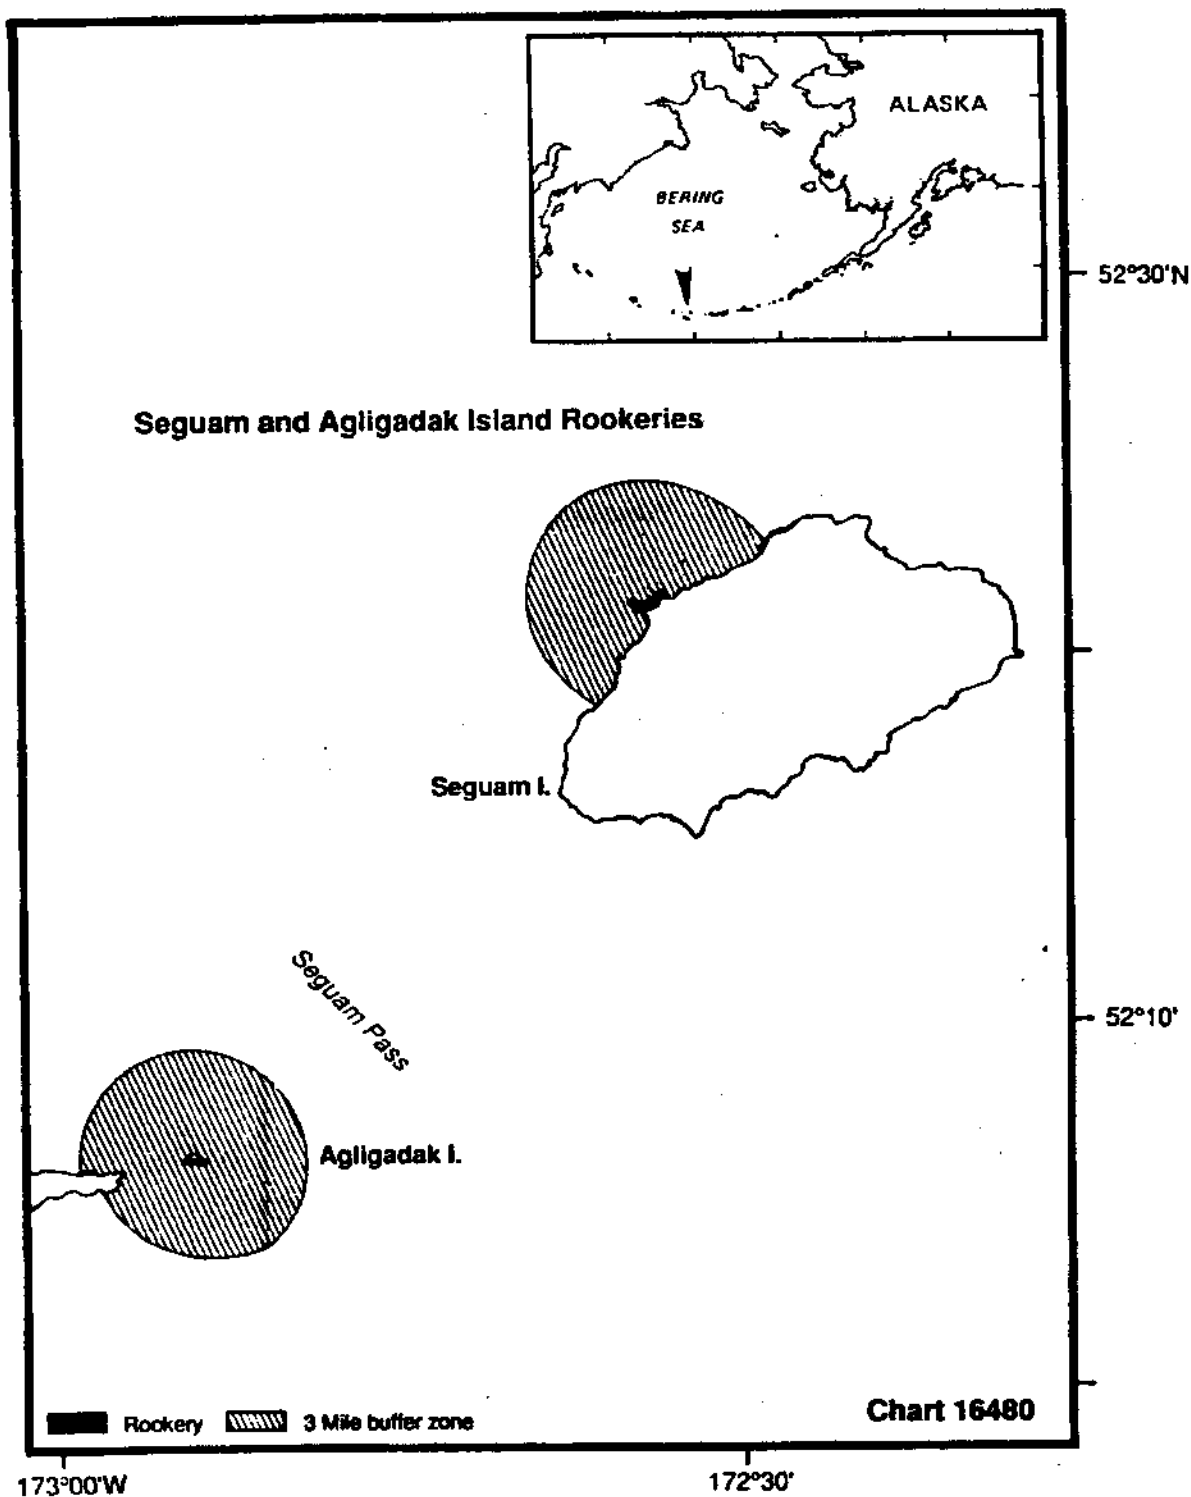 ALASKA
BERING
SEA
52°30'N
Seguam and Agligadak Island Rookeries
Seguam I.
Seguam Pass
52°10'
Agligadak I.
Chart 16480
Rookery 3 Mile buffer zone
173°00'W 172°30'